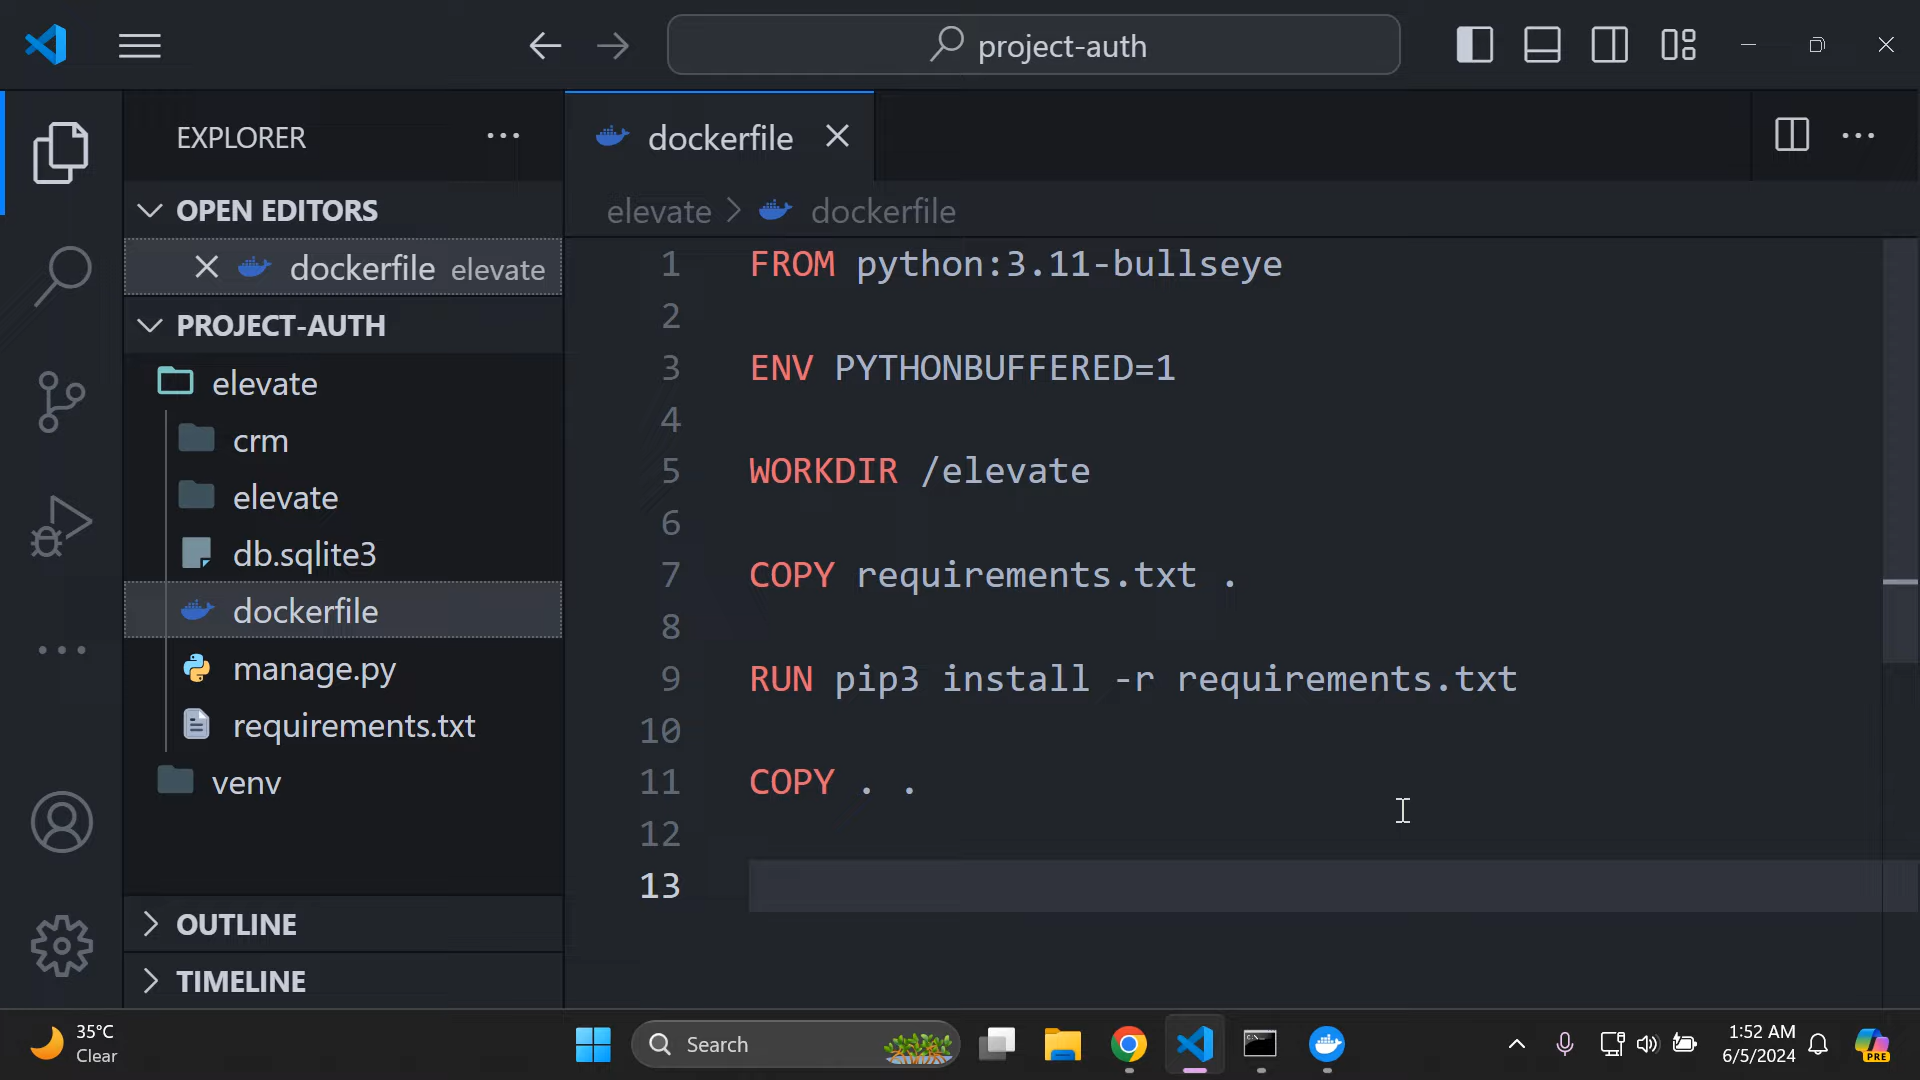 project-auth
EXPLORER
dockerfile
OPEN EDITORS
elevate > dockerfile
dockerfile elevate
PROJECT-AUTH
elevate
crm
elevate
db.sqlite3
dockerfile
manage.py
requirements.txt
venv
OUTLINE
TIMELINE
1 FROM python:3.11-bullseye
2
3 ENV PYTHONBUFFERED=1
4
5 WORKDIR /elevate
6
7 COPY requirements.txt .
8
9 RUN pip3 install -r requirements.txt
10
11 COPY . .
12
13
35°C
Clear
Search
1:52 AM
6/5/2024
PRE